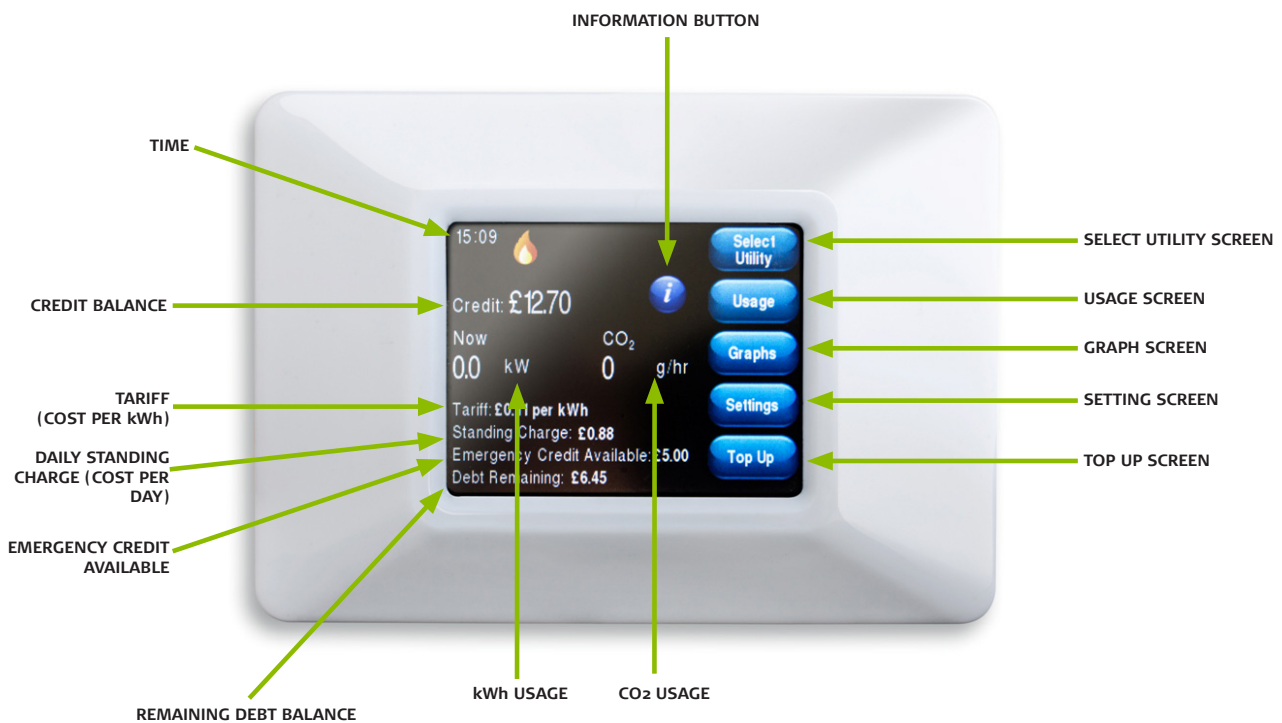 INFORMATION BUTTON
TIME
CREDIT BALANCE
TARIFF
(COST PER kWh)
DAILY STANDING
CHARGE (COST PER
DAY)
EMERGENCY CREDIT
AVAILABLE
REMAINING DEBT BALANCE
15:09
Credit: £12.70
Now
0.0 kW
CO₂
0 g/hr
Tariff: per kWh
Standing Charge: £0.88
Emergency Credit Available: £5.00
Debt Remaining: £6.45
i
Select
Utility
Usage
Graphs
Settings
Top Up
SELECT UTILITY SCREEN
USAGE SCREEN
GRAPH SCREEN
SETTING SCREEN
TOP UP SCREEN
kWh USAGE
CO2 USAGE